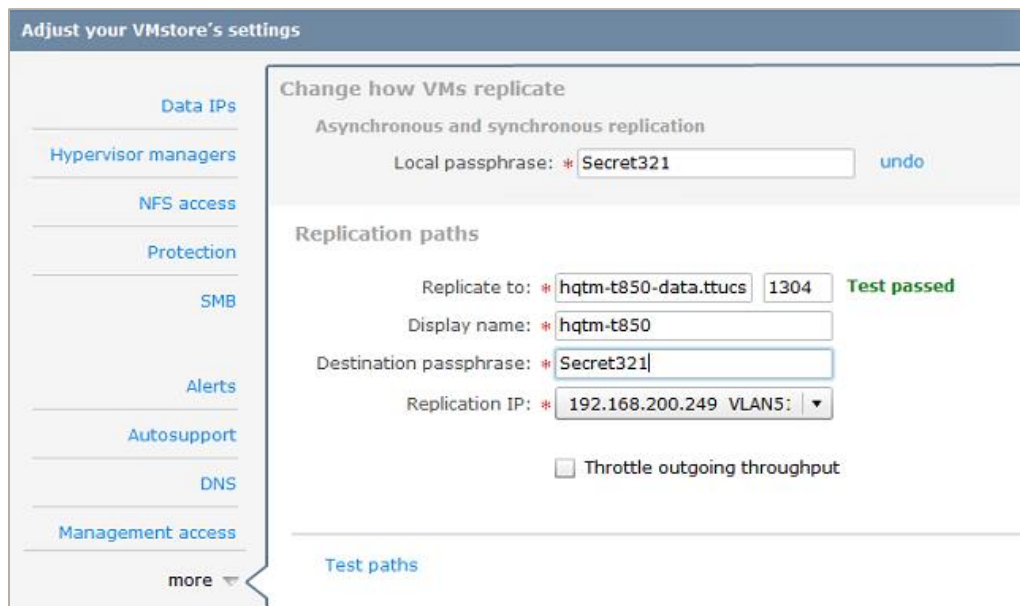 Adjust your VMstore's settings
Data IPs
Hypervisor managers
NFS access
Protection
SMB
Alerts
Autosupport
DNS
Management access
more
Change how VMs replicate
Asynchronous and synchronous replication
Local passphrase: * Secret321 undo
Replication paths
Replicate to: * hqtm-t850-data.ttucs 1304 Test passed
Display name: * hqtm-t850
Destination passphrase: * Secret321
Replication IP: * 192.168.200.249 VLAN51
Throttle outgoing throughput
Test paths